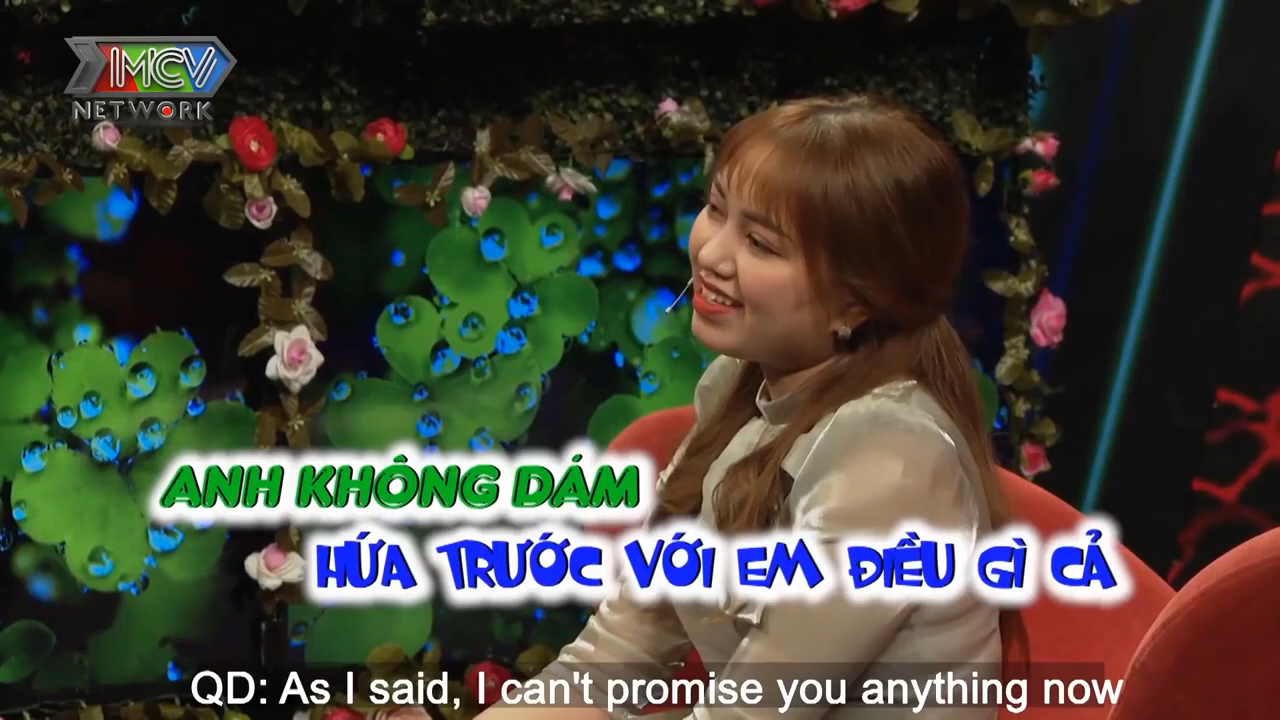 MCV
NETWORK
ANH KHÔNG DÁM
HỨA TRƯỚC VỚI EM ĐIỀU GÌ CẢ
QD: As I said, I can't promise you anything now